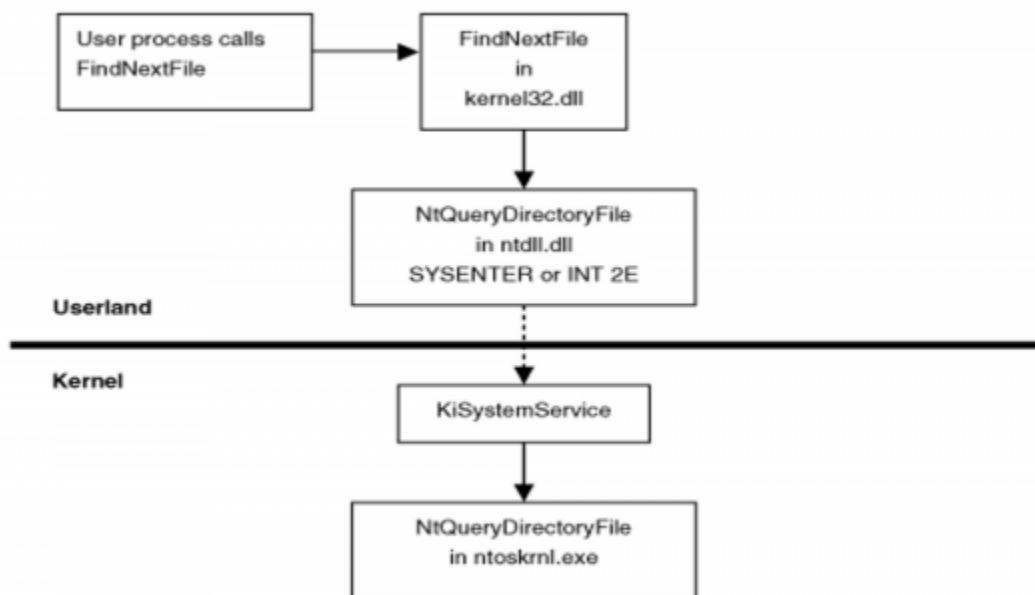 User process calls
FindNextFile
FindNextFile
in
kernel32.dll
NtQueryDirectoryFile
in ntdll.dll
SYSENTER or INT 2E
Userland
Kernel
KiSystemService
NtQueryDirectoryFile
in ntoskrnl.exe